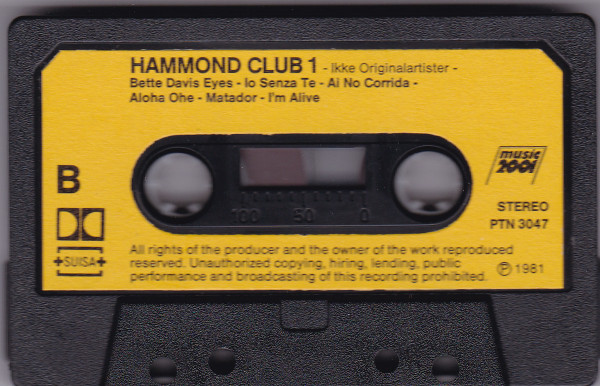 HAMMOND CLUB 1 - Ikke Originalartister -
Bette Davis Eyes - Io Senza Te - Ai No Corrida -
Aloha Ohe - Matador - I'm Alive
B
music
2001
100 50 0
STEREO
PTN 3047
+SUISA+
All rights of the producer and the owner of the work reproduced
reserved. Unauthorized copying, hiring, lending, public
performance and broadcasting of this recording prohibited.
℗ 1981